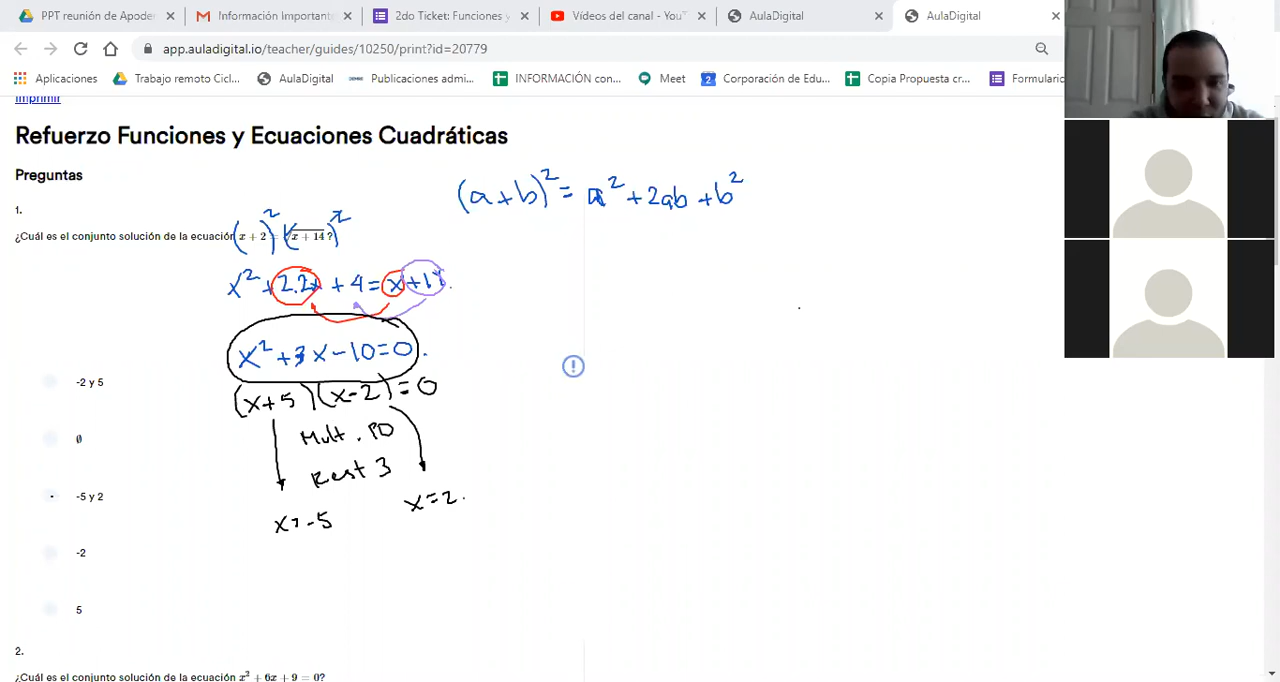 PPT reunión de Apoder
Información Important
2do Ticket: Funciones y
Vídeos del canal - YouT
AulaDigital
AulaDigital
app.auladigital.io/teacher/guides/10250/print?id=20779
Aplicaciones
Trabajo remoto Cicl...
AulaDigital
Publicaciones admi...
INFORMACIÓN con...
Meet
Corporación de Edu...
Copia Propuesta cr...
Formulario
Imprimir
Refuerzo Funciones y Ecuaciones Cuadráticas
Preguntas
(a+b)² = a² + 2ab + b²
1.
¿Cuál es el conjunto solución de la ecuación x + 2 = √x + 14?
( )² ( )²
x² + 2.2x + 4 = x + 14.
x² + 3x - 10 = 0.
(x+5)(x-2) = 0
Mult. -10
Rest 3
x = -5
x = 2.
-2 y 5
∅
-5 y 2
-2
5
2.
¿Cuál es el conjunto solución de la ecuación x² + 6x + 9 = 0?